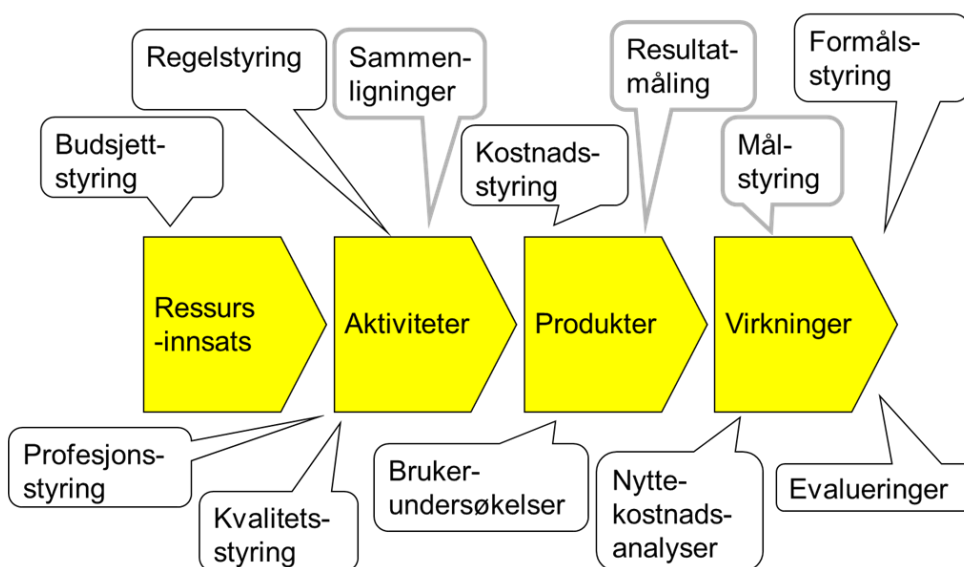 Regelstyring
Sammen-
ligninger
Resultat-
måling
Formåls-
styring
Budsjett-
styring
Kostnads-
styring
Mål-
styring
Ressurs
-innsats
Aktiviteter
Produkter
Virkninger
Profesjons-
styring
Kvalitets-
styring
Bruker-
undersøkelser
Nytte-
kostnads-
analyser
Evalueringer